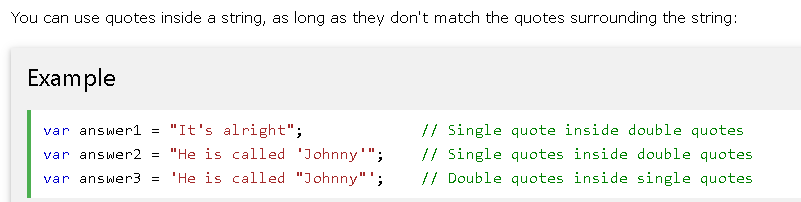 You can use quotes inside a string, as long as they don't match the quotes surrounding the string:
Example
var answer1 = "It's alright"; // Single quote inside double quotes
var answer2 = "He is called 'Johnny'"; // Single quotes inside double quotes
var answer3 = 'He is called "Johnny"'; // Double quotes inside single quotes